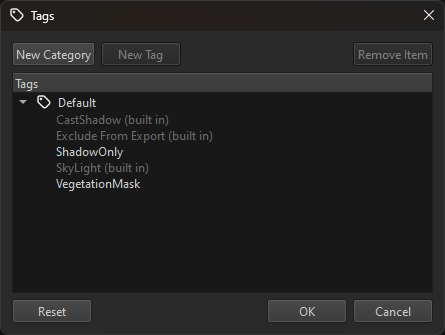 Tags
New Category
New Tag
Remove Item
Tags
Default
CastShadow (built in)
Exclude From Export (built in)
ShadowOnly
SkyLight (built in)
VegetationMask
Reset
OK
Cancel